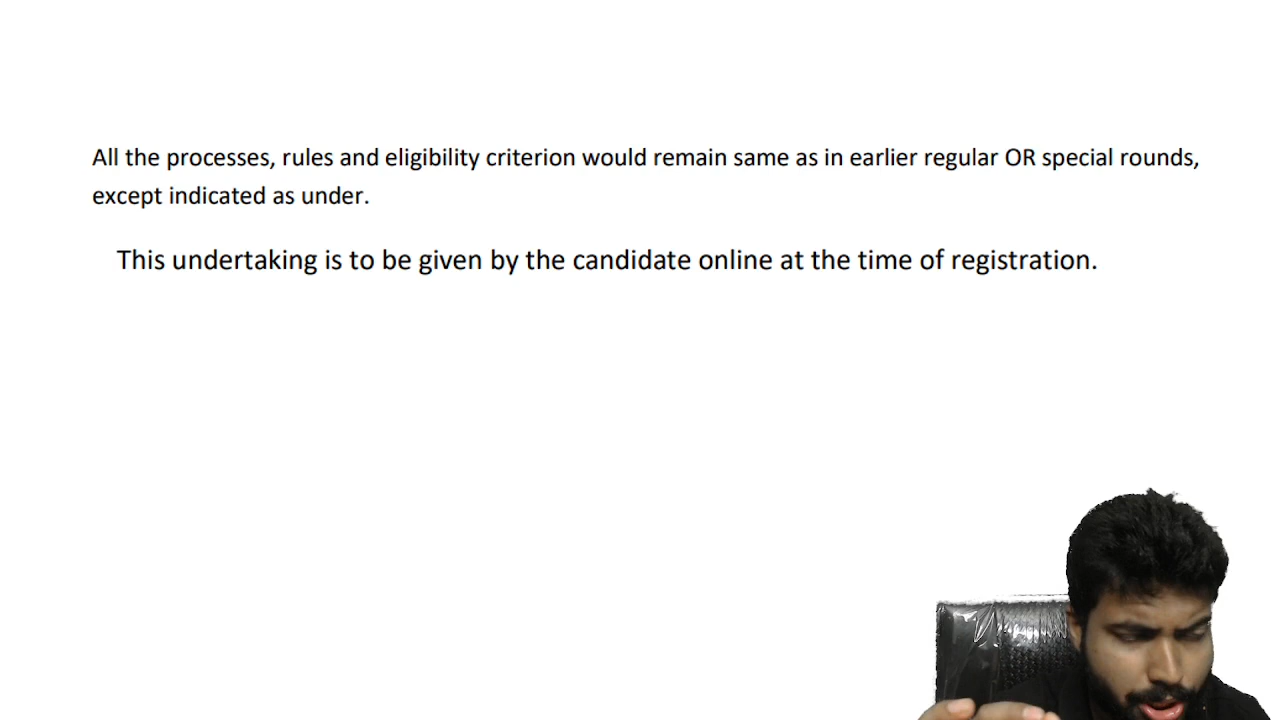 All the processes, rules and eligibility criterion would remain same as in earlier regular OR special rounds,
except indicated as under.
This undertaking is to be given by the candidate online at the time of registration.